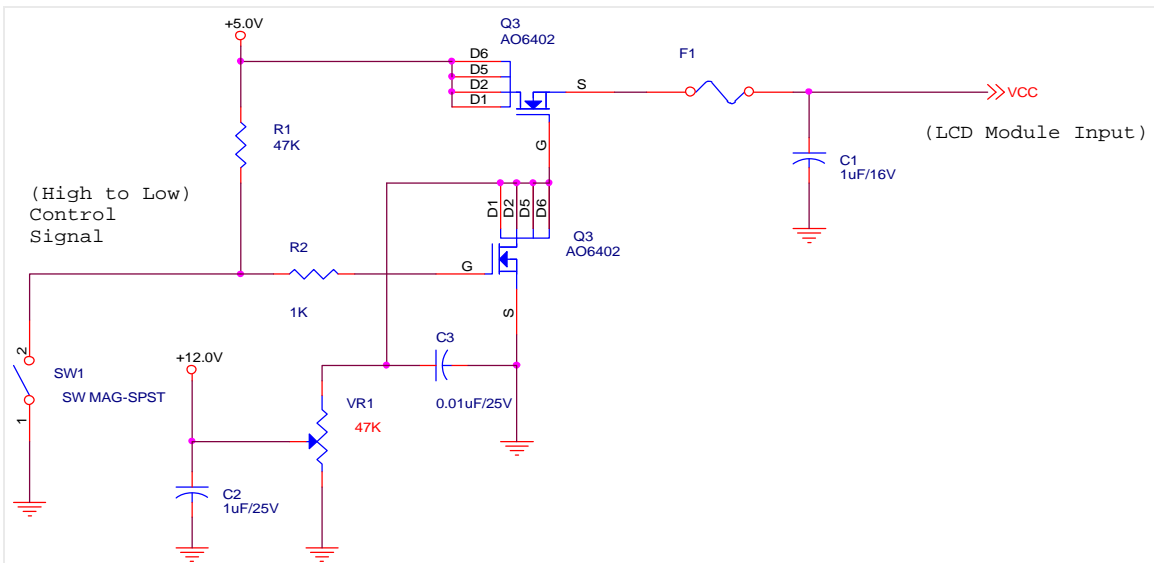 +5.0V
Q3
AO6402
D6
D5
D2
D1
S
G
F1
VCC
(LCD Module Input)
R1
47K
C1
1uF/16V
(High to Low)
Control
Signal
D1
D2
D5
D6
Q3
AO6402
R2
1K
G
S
+12.0V
C3
0.01uF/25V
2
SW1
SW MAG-SPST
1
VR1
47K
C2
1uF/25V